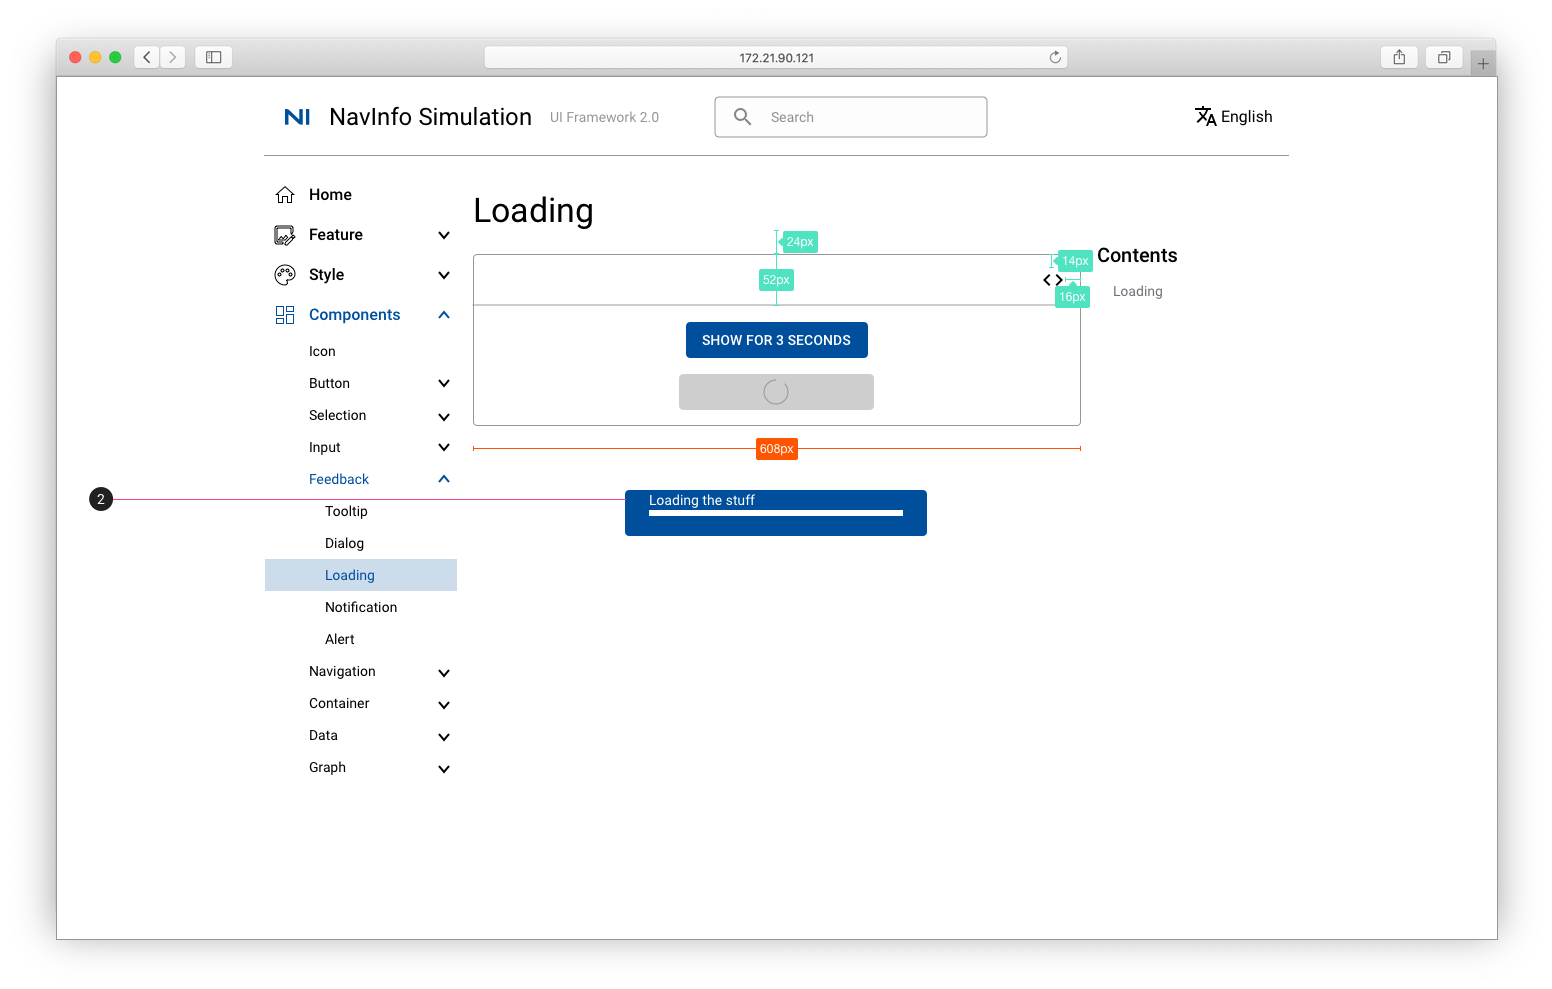 172.21.90.121
NI NavInfo Simulation UI Framework 2.0 Search English
Home
Feature
Style
Components
Icon
Button
Selection
Input
Feedback
Tooltip
Dialog
Loading
Notification
Alert
Navigation
Container
Data
Graph
Loading
24px
52px
14px
16px
SHOW FOR 3 SECONDS
608px
2
Loading the stuff
Contents
Loading